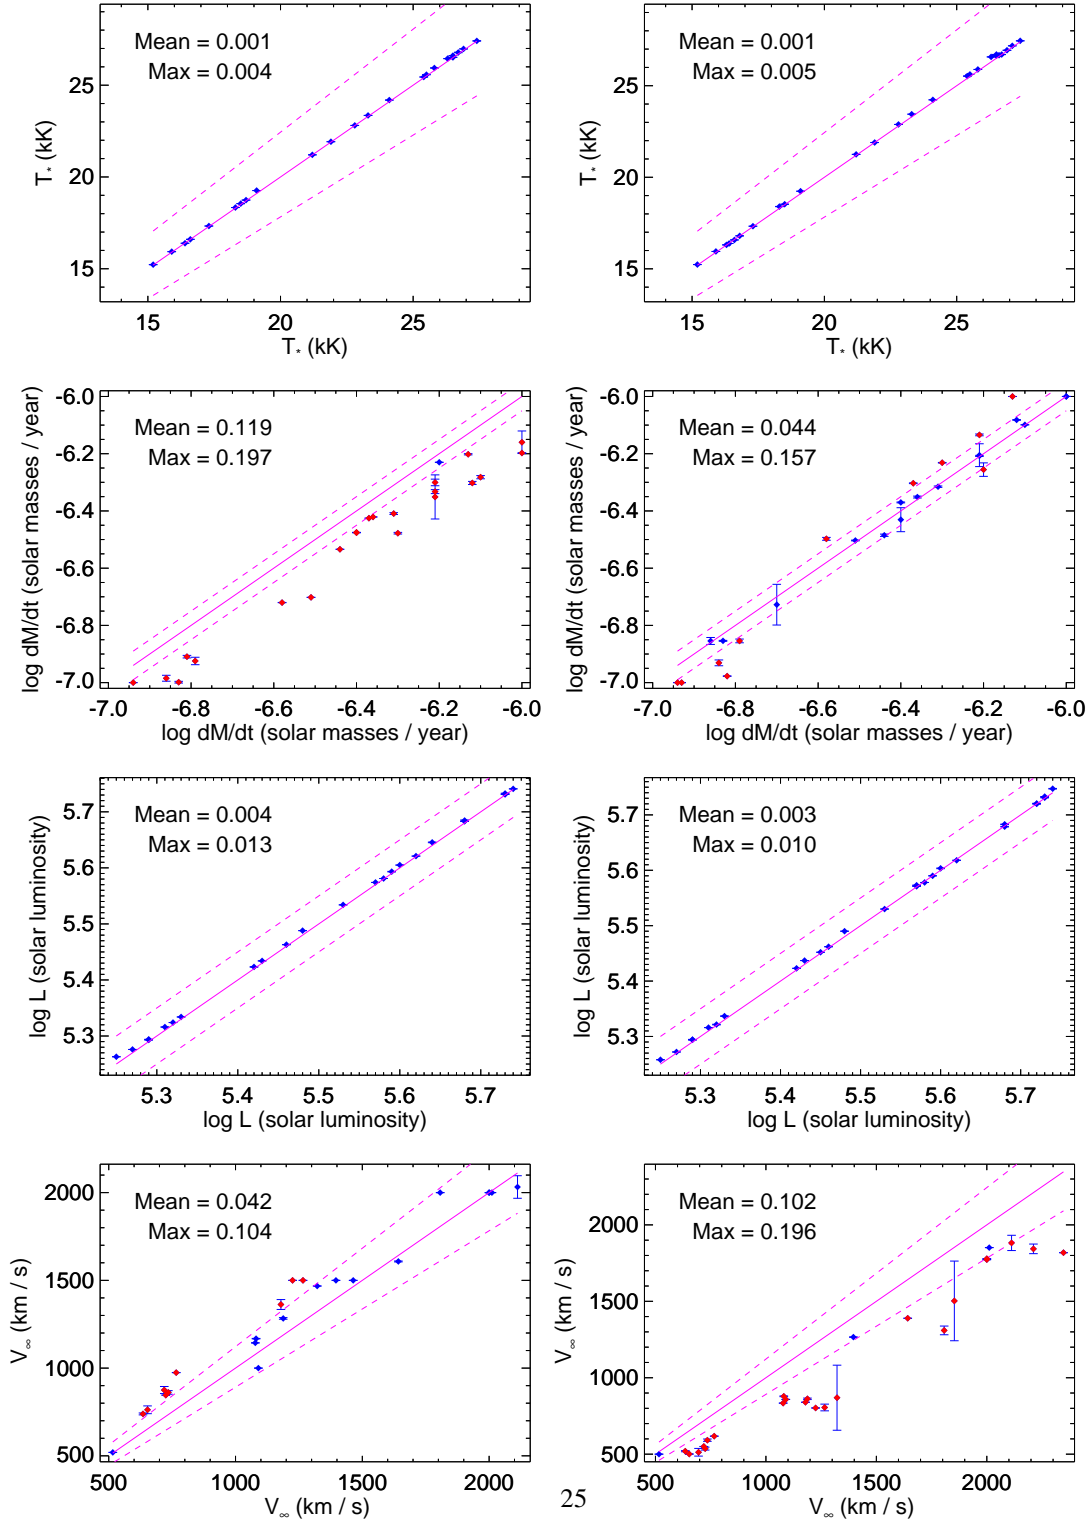 Mean = 0.001
Max = 0.004
25
20
15
T* (kK)
15 20 25
T* (kK)
Mean = 0.001
Max = 0.005
25
20
15
T* (kK)
15 20 25
T* (kK)
Mean = 0.119
Max = 0.197
-6.0
-6.2
-6.4
-6.6
-6.8
-7.0
log dM/dt (solar masses / year)
-7.0 -6.8 -6.6 -6.4 -6.2 -6.0
log dM/dt (solar masses / year)
Mean = 0.044
Max = 0.157
-6.0
-6.2
-6.4
-6.6
-6.8
-7.0
log dM/dt (solar masses / year)
-7.0 -6.8 -6.6 -6.4 -6.2 -6.0
log dM/dt (solar masses / year)
Mean = 0.004
Max = 0.013
5.7
5.6
5.5
5.4
5.3
log L (solar luminosity)
5.3 5.4 5.5 5.6 5.7
log L (solar luminosity)
Mean = 0.003
Max = 0.010
5.7
5.6
5.5
5.4
5.3
log L (solar luminosity)
5.3 5.4 5.5 5.6 5.7
log L (solar luminosity)
Mean = 0.042
Max = 0.104
2000
1500
1000
500
V∞ (km / s)
500 1000 1500 2000
V∞ (km / s)
Mean = 0.102
Max = 0.196
2000
1500
1000
500
V∞ (km / s)
500 1000 1500 2000
V∞ (km / s)
25